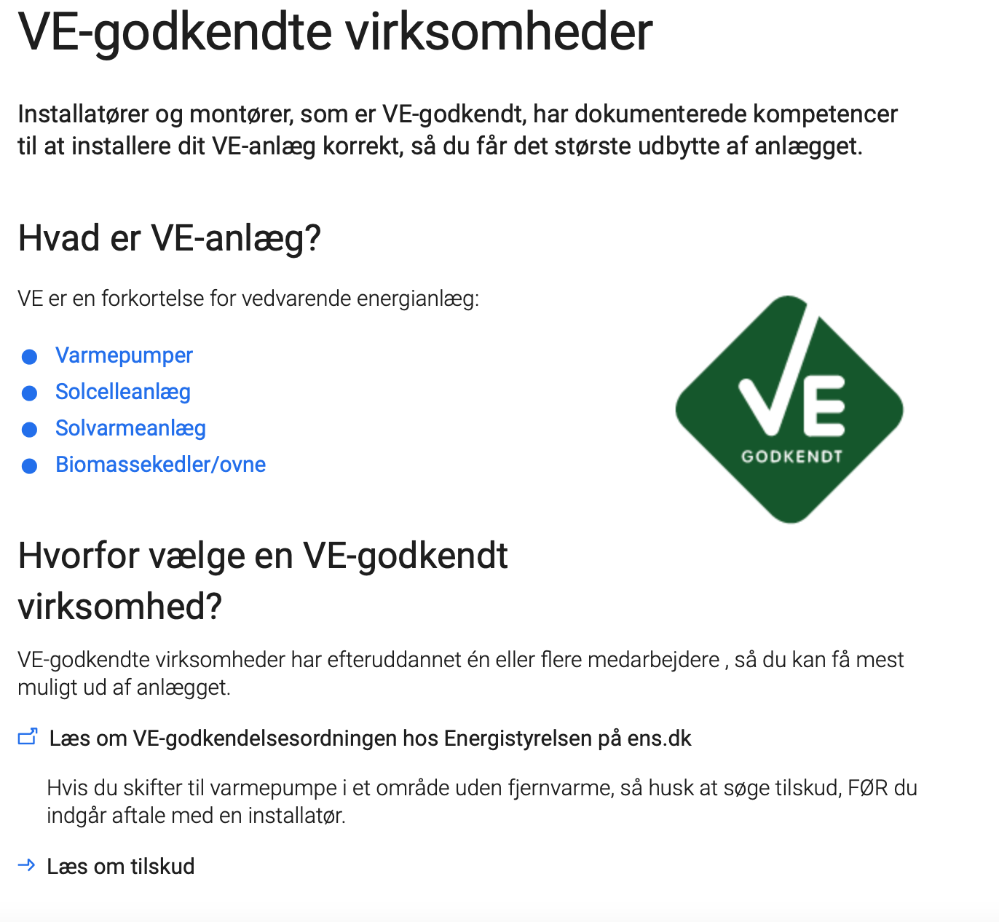 VE-godkendte virksomheder
Installatører og montører, som er VE-godkendt, har dokumenterede kompetencer
til at installere dit VE-anlæg korrekt, så du får det største udbytte af anlægget.
Hvad er VE-anlæg?
VE er en forkortelse for vedvarende energianlæg:
Varmepumper
Solcelleanlæg
Solvarmeanlæg
Biomassekedler/ovne
VE
GODKENDT
Hvorfor vælge en VE-godkendt
virksomhed?
VE-godkendte virksomheder har efteruddannet én eller flere medarbejdere , så du kan få mest
muligt ud af anlægget.
Læs om VE-godkendelsesordningen hos Energistyrelsen på ens.dk
Hvis du skifter til varmepumpe i et område uden fjernvarme, så husk at søge tilskud, FØR du
indgår aftale med en installatør.
Læs om tilskud